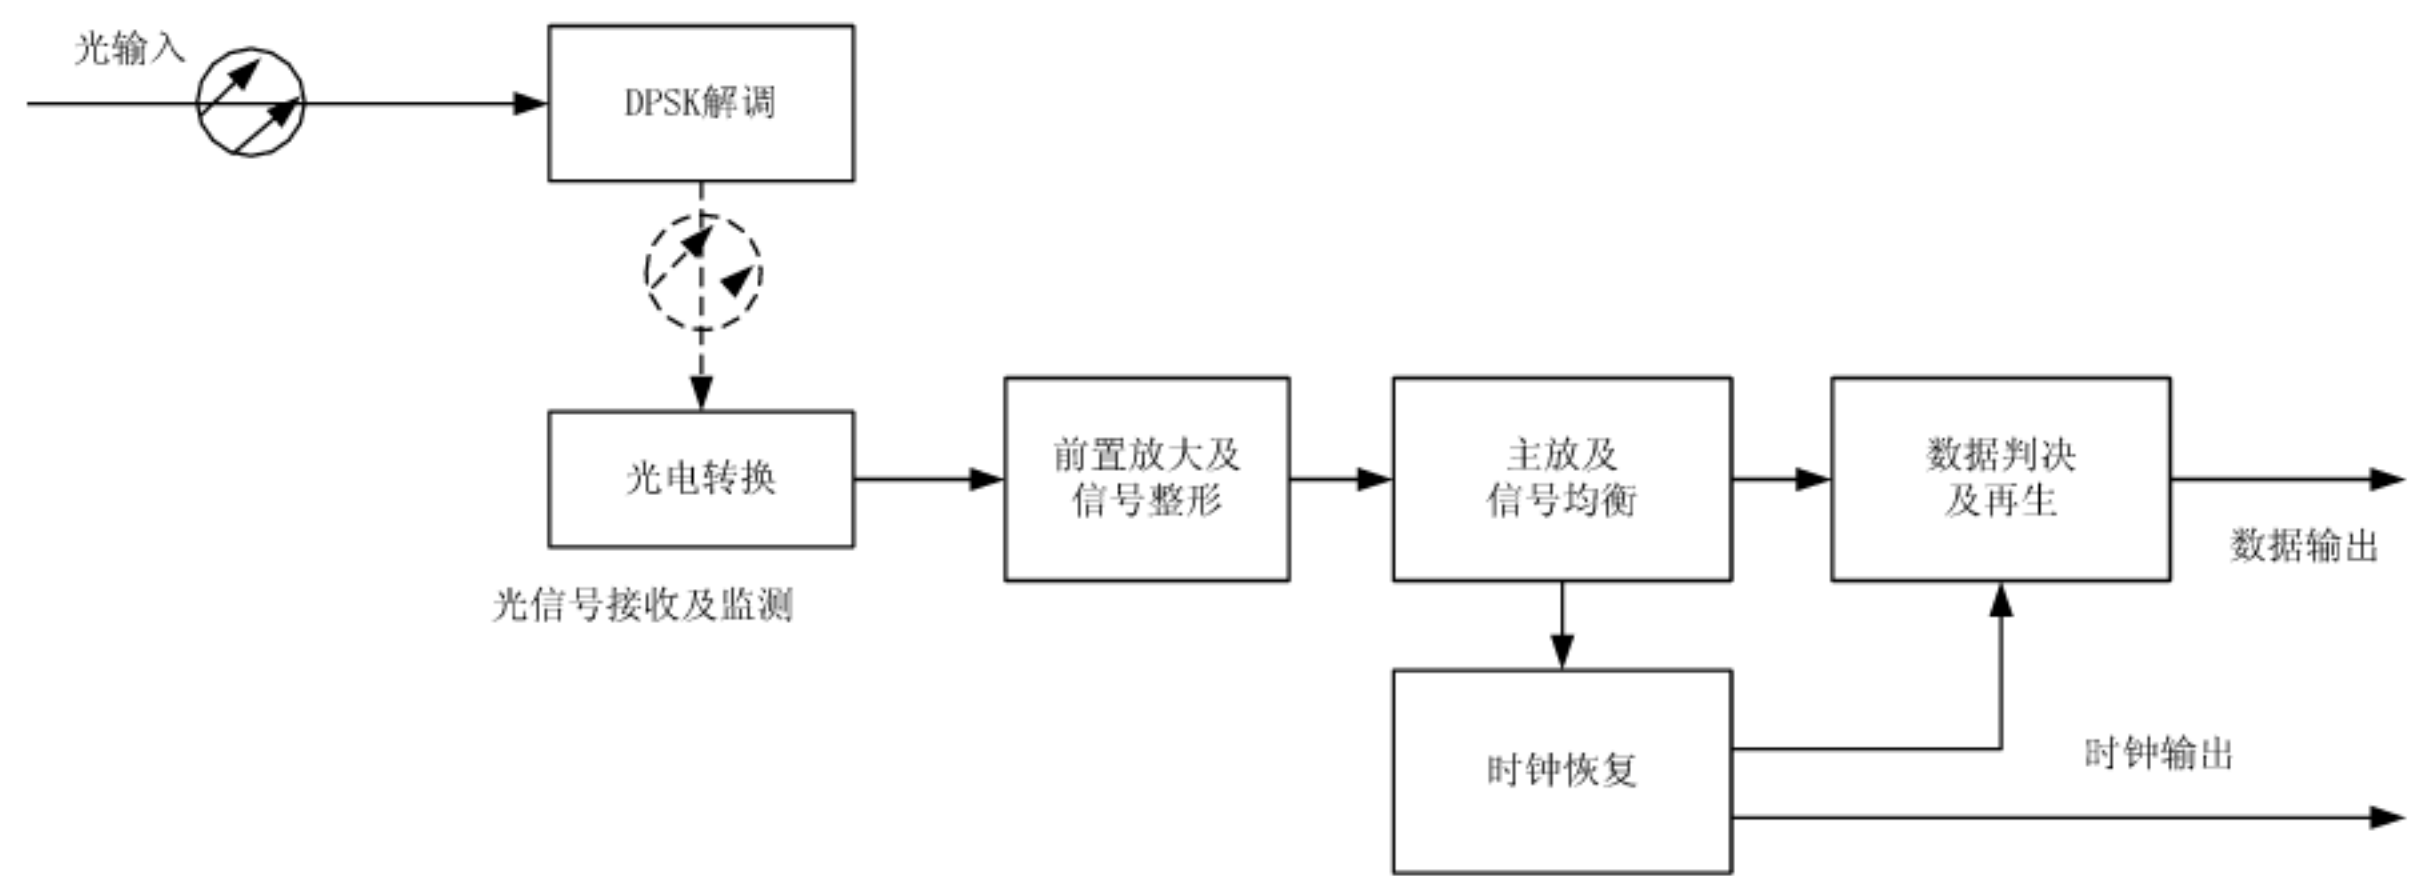 光输入
DPSK解调
光电转换
光信号接收及监测
前置放大及
信号整形
主放及
信号均衡
数据判决
及再生
数据输出
时钟恢复
时钟输出